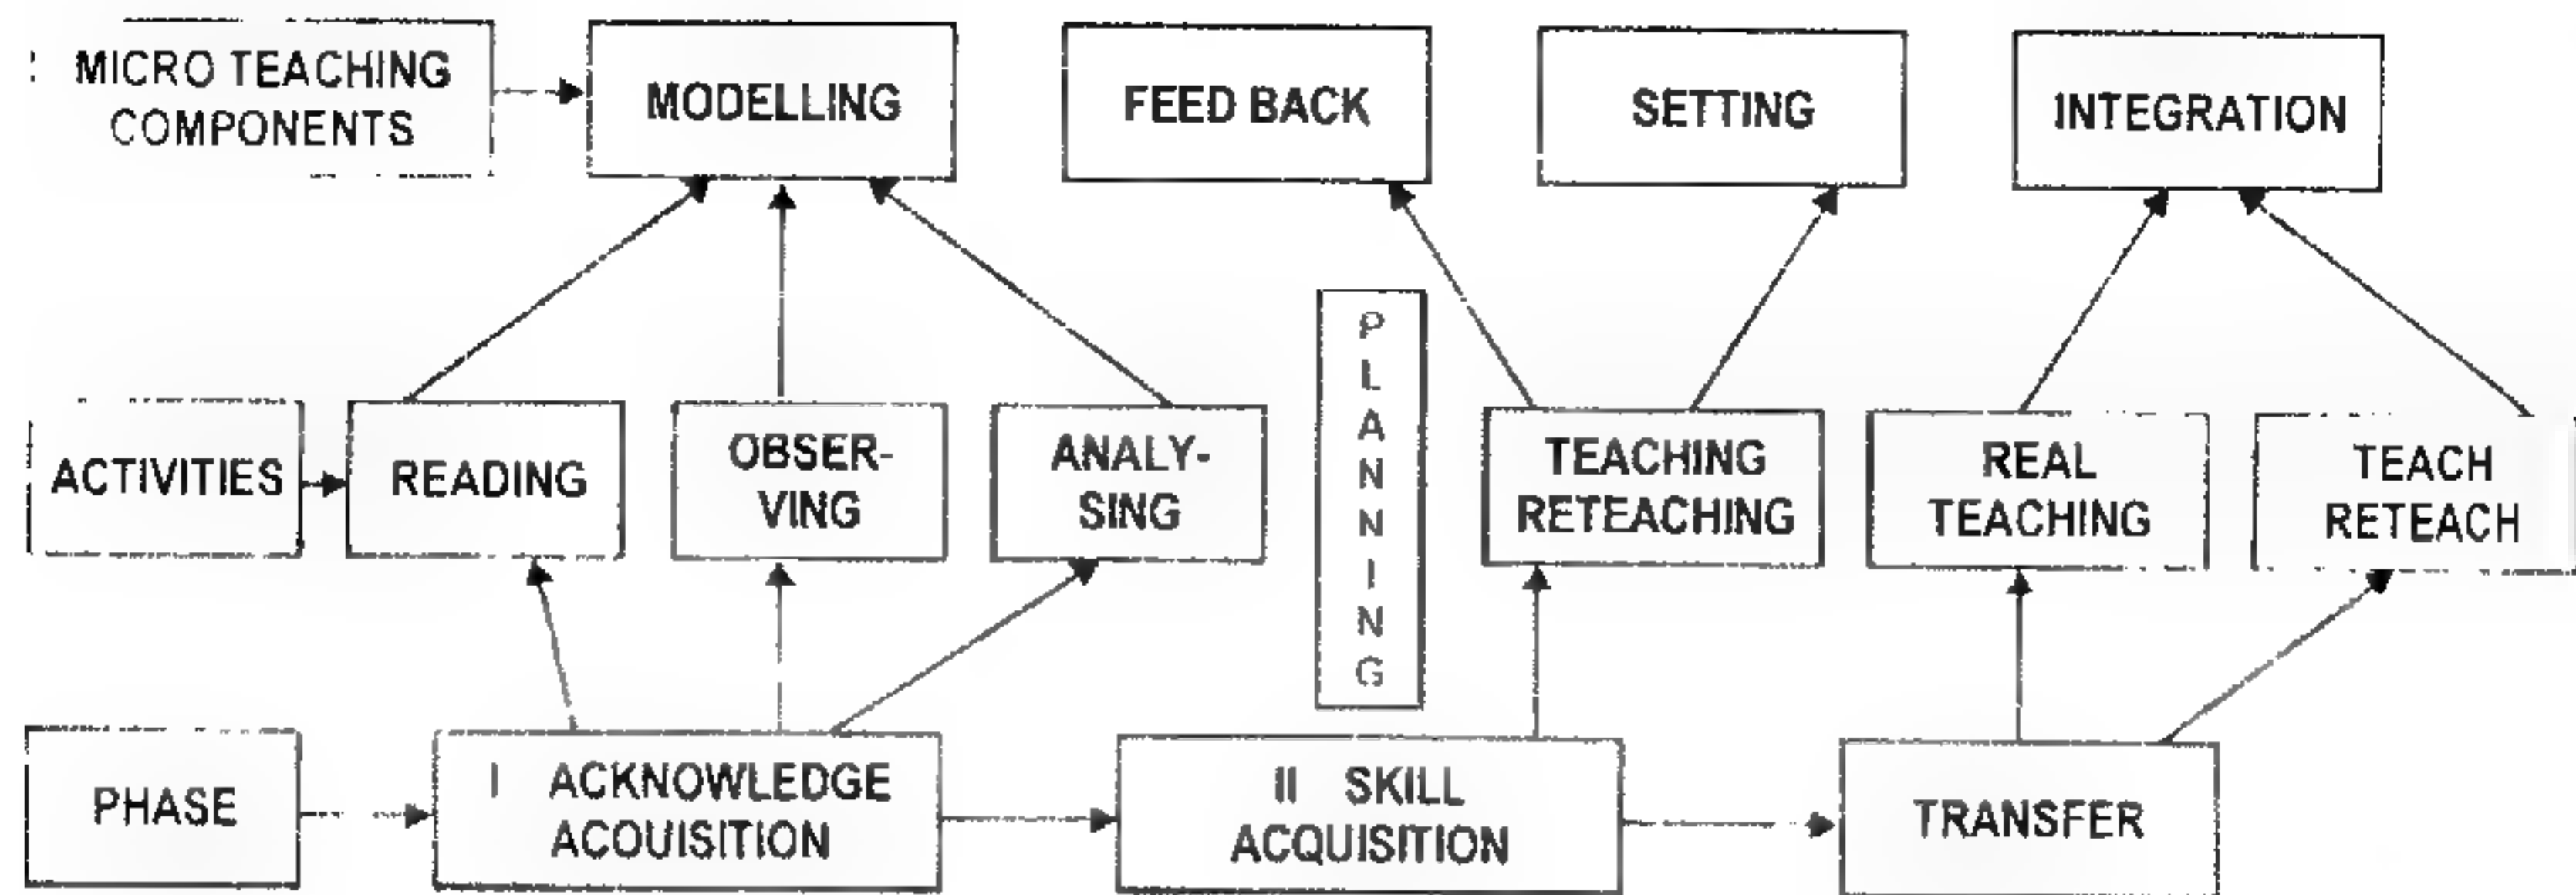 MICRO TEACHING
COMPONENTS
MODELLING
FEED BACK
SETTING
INTEGRATION
P
L
A
N
N
I
N
G
ACTIVITIES
READING
OBSER-
VING
ANALY-
SING
TEACHING
RETEACHING
REAL
TEACHING
TEACH
RETEACH
PHASE
I ACKNOWLEDGE
ACOUISITION
II SKILL
ACQUISITION
TRANSFER